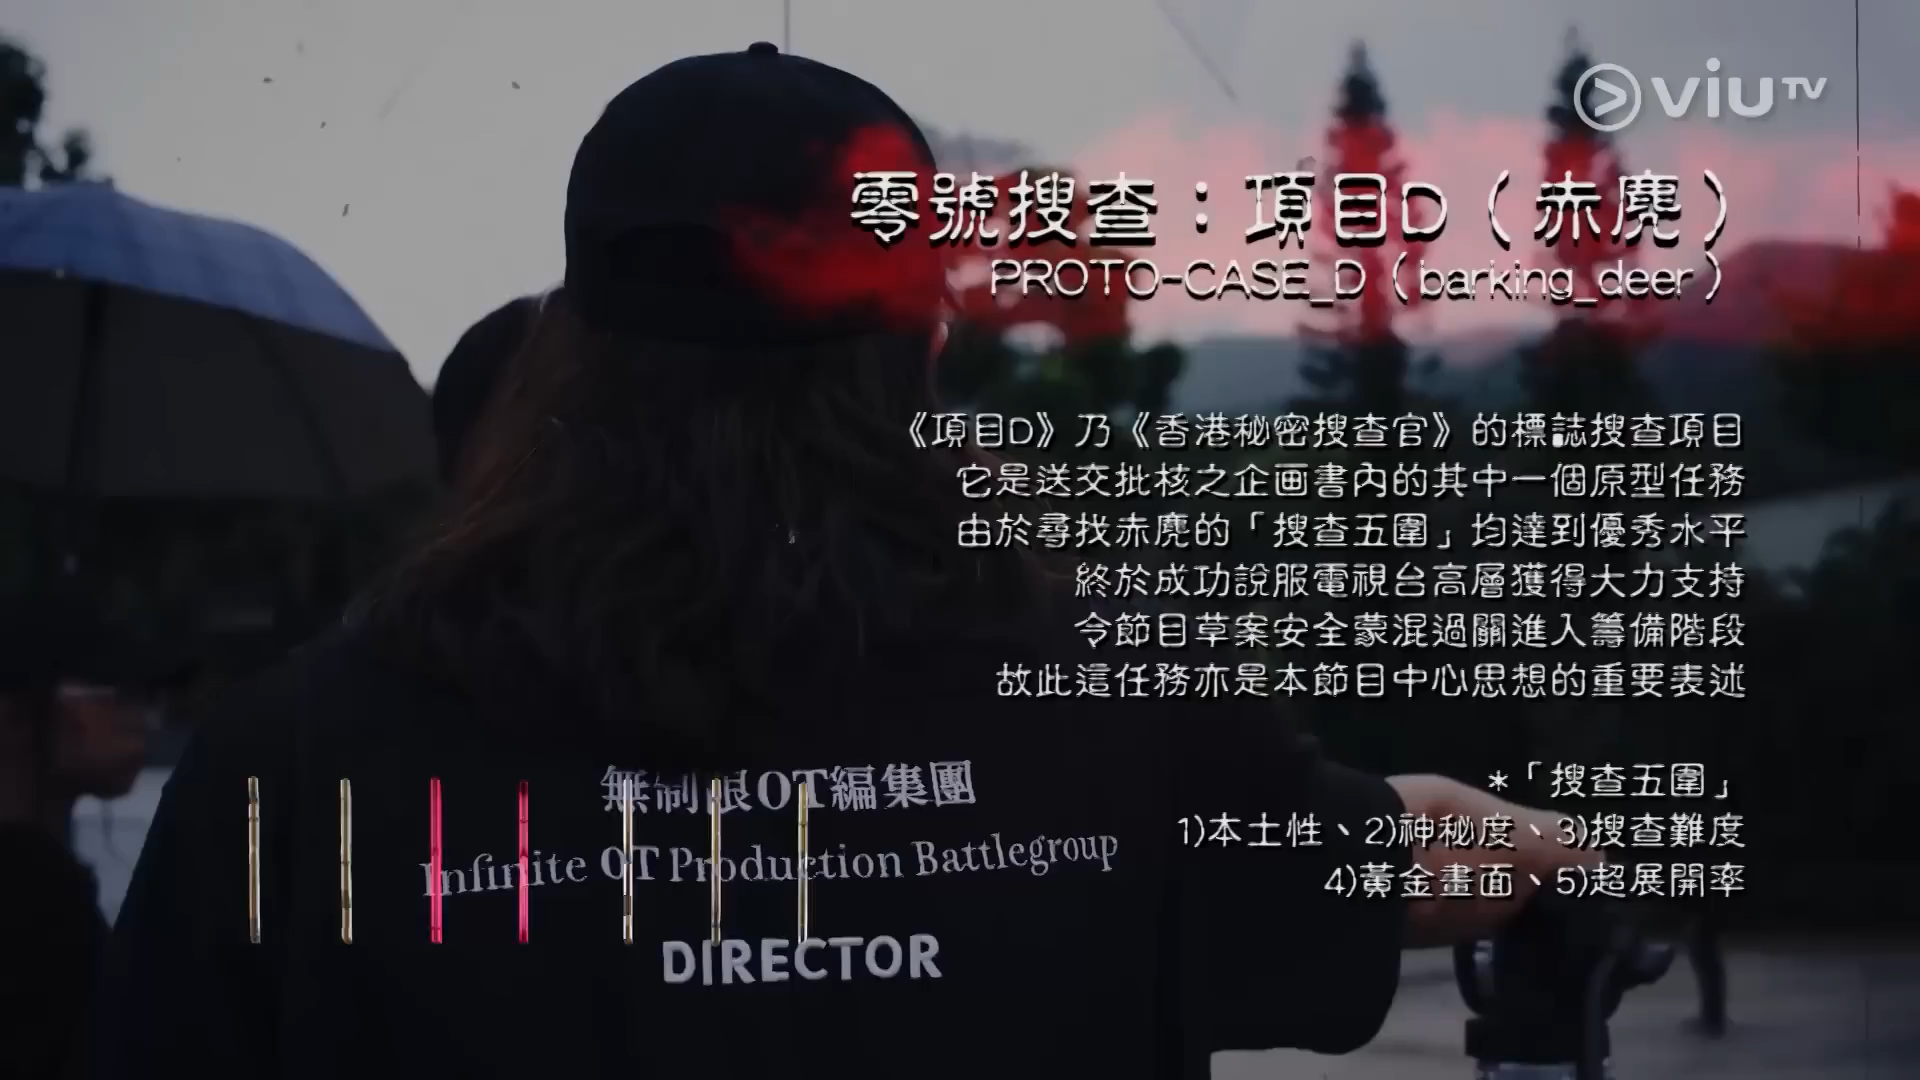 viuTV
零號搜查：項目D（赤麂）
PROTO-CASE_D（barking_deer）
《項目D》乃《香港秘密搜查官》的標誌搜查項目
它是送交批核之企画書內的其中一個原型任務
由於尋找赤麂的「搜查五圍」均達到優秀水平
終於成功說服電視台高層獲得大力支持
令節目草案安全蒙混過關進入籌備階段
故此這任務亦是本節目中心思想的重要表述
*「搜查五圍」
1)本土性、2)神秘度、3)搜查難度
4)黃金畫面、5)超展開率
無制限OT編集團
Infinite OT Production Battlegroup
DIRECTOR